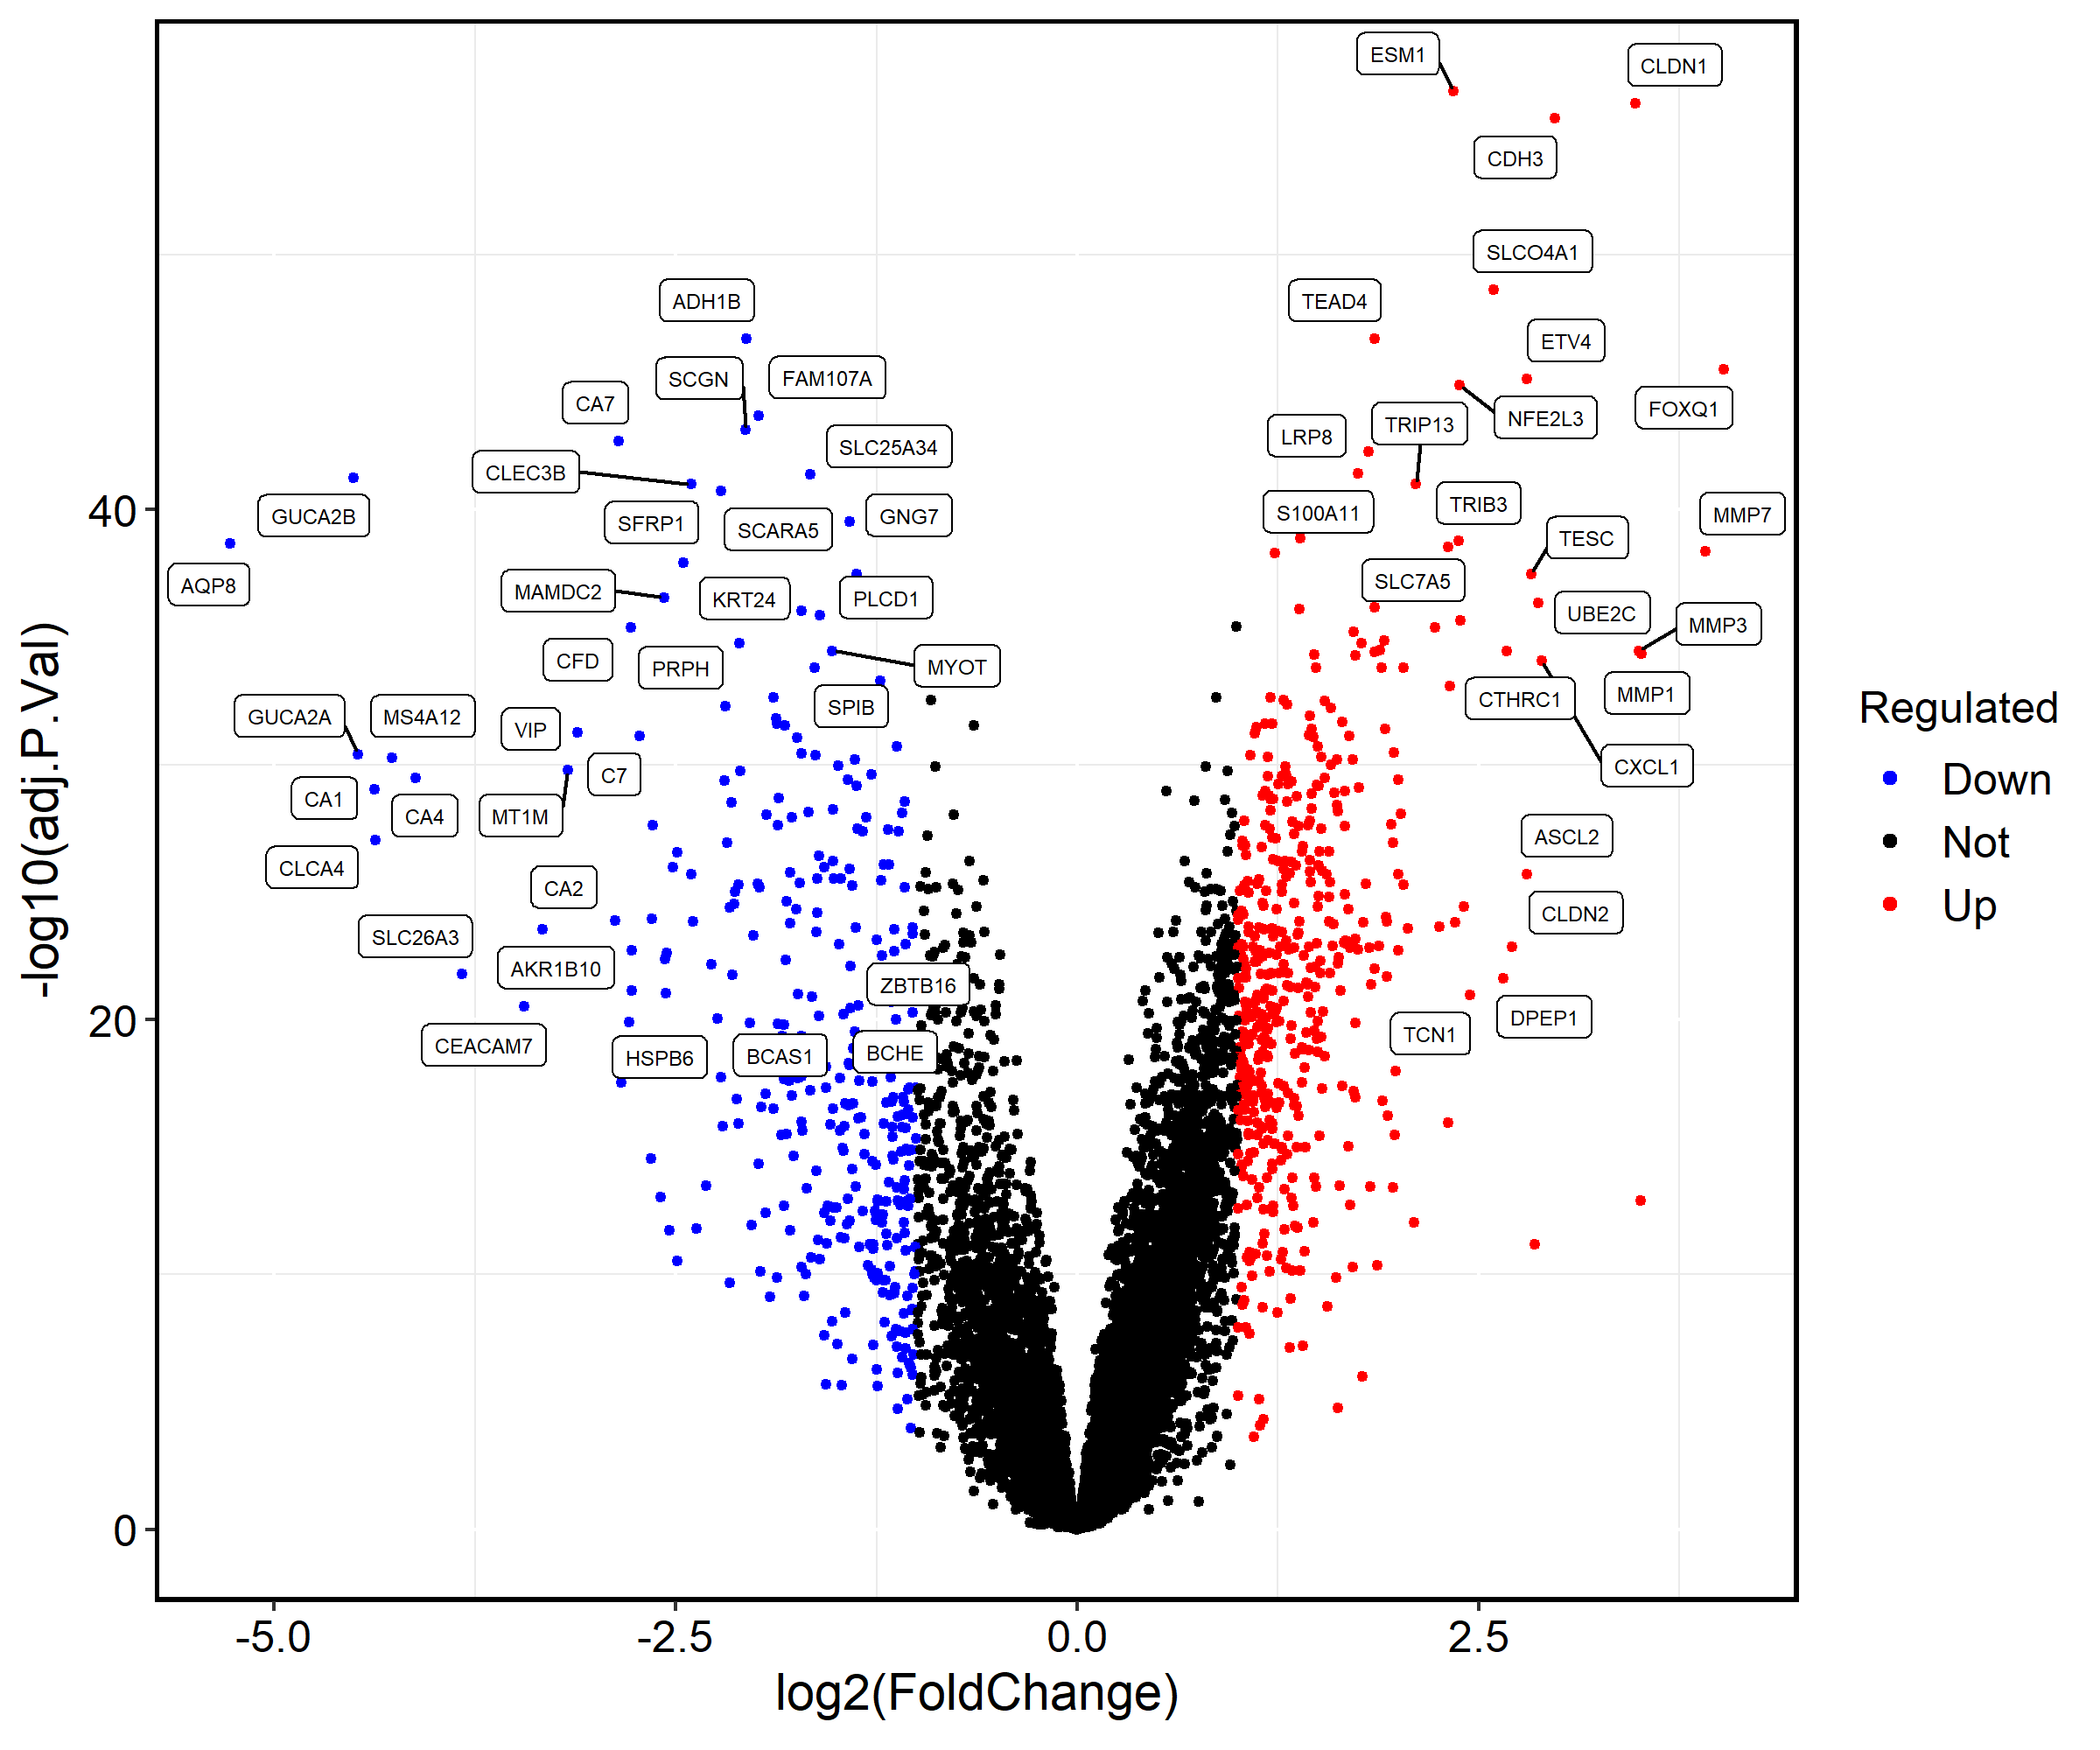 ESM1
CLDN1
CDH3
SLCO4A1
ADH1B
TEAD4
ETV4
SCGN
FAM107A
CA7
FOXQ1
NFE2L3
TRIP13
LRP8
SLC25A34
CLEC3B
TRIB3
S100A11
MMP7
GUCA2B
SFRP1
SCARA5
GNG7
40
TESC
AQP8
MAMDC2
KRT24
PLCD1
SLC7A5
UBE2C
MMP3
CFD
PRPH
MYOT
CTHRC1
MMP1
SPIB
GUCA2A
MS4A12
VIP
C7
CXCL1
CA1
CA4
MT1M
ASCL2
CLCA4
CA2
CLDN2
SLC26A3
AKR1B10
ZBTB16
DPEP1
20
TCN1
CEACAM7
HSPB6
BCAS1
BCHE
0
-log10(adj.P.Val)
-5.0
-2.5
0.0
2.5
log2(FoldChange)
Regulated
Down
Not
Up